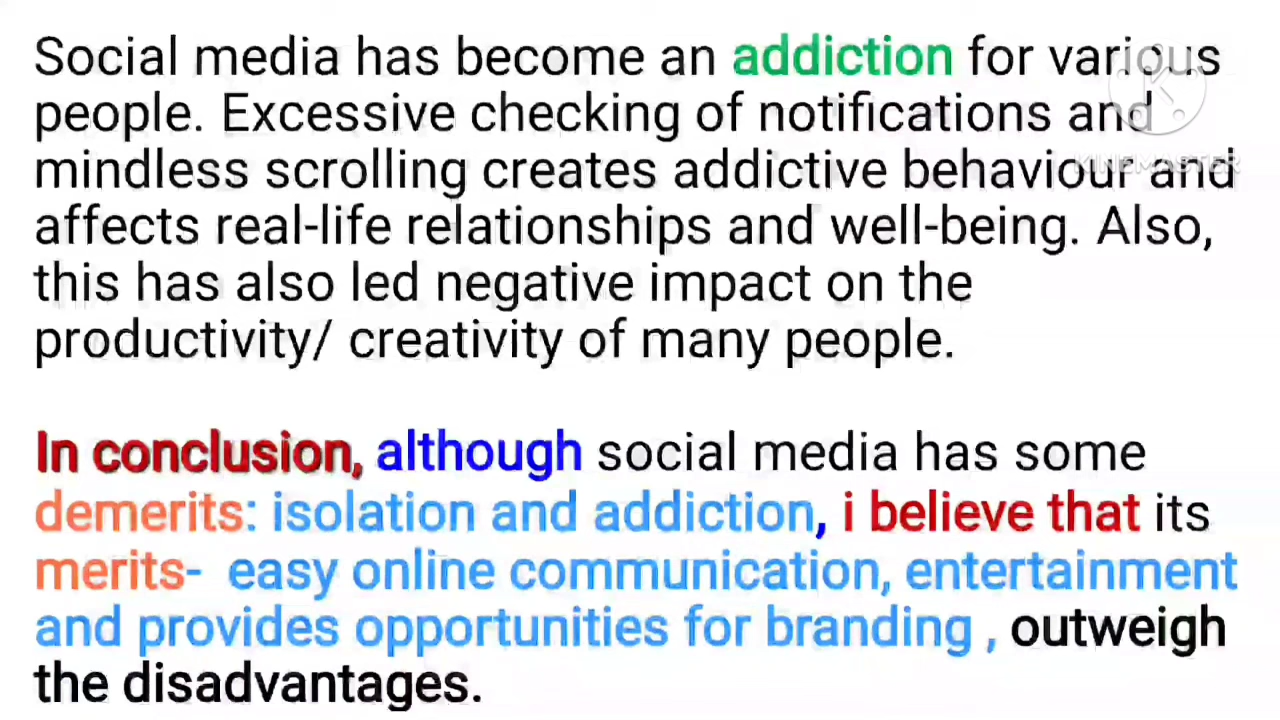 Social media has become an addiction for various
people. Excessive checking of notifications and
mindless scrolling creates addictive behaviour and
affects real-life relationships and well-being. Also,
this has also led negative impact on the
productivity/ creativity of many people.
In conclusion, although social media has some
demerits: isolation and addiction, i believe that its
merits- easy online communication, entertainment
and provides opportunities for branding , outweigh
the disadvantages.
KINEMASTER